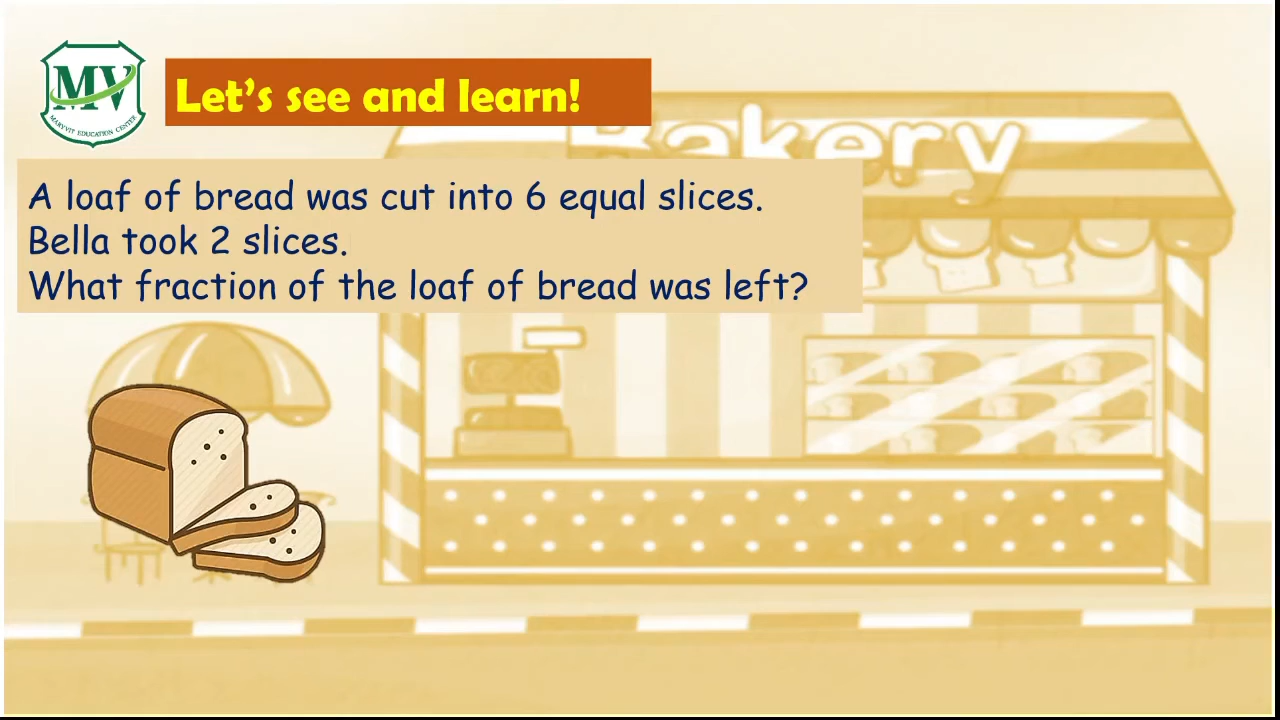 MV
MARYVIT EDUCATION CENTER
Let's see and learn!
Bakery
A loaf of bread was cut into 6 equal slices.
Bella took 2 slices.
What fraction of the loaf of bread was left?